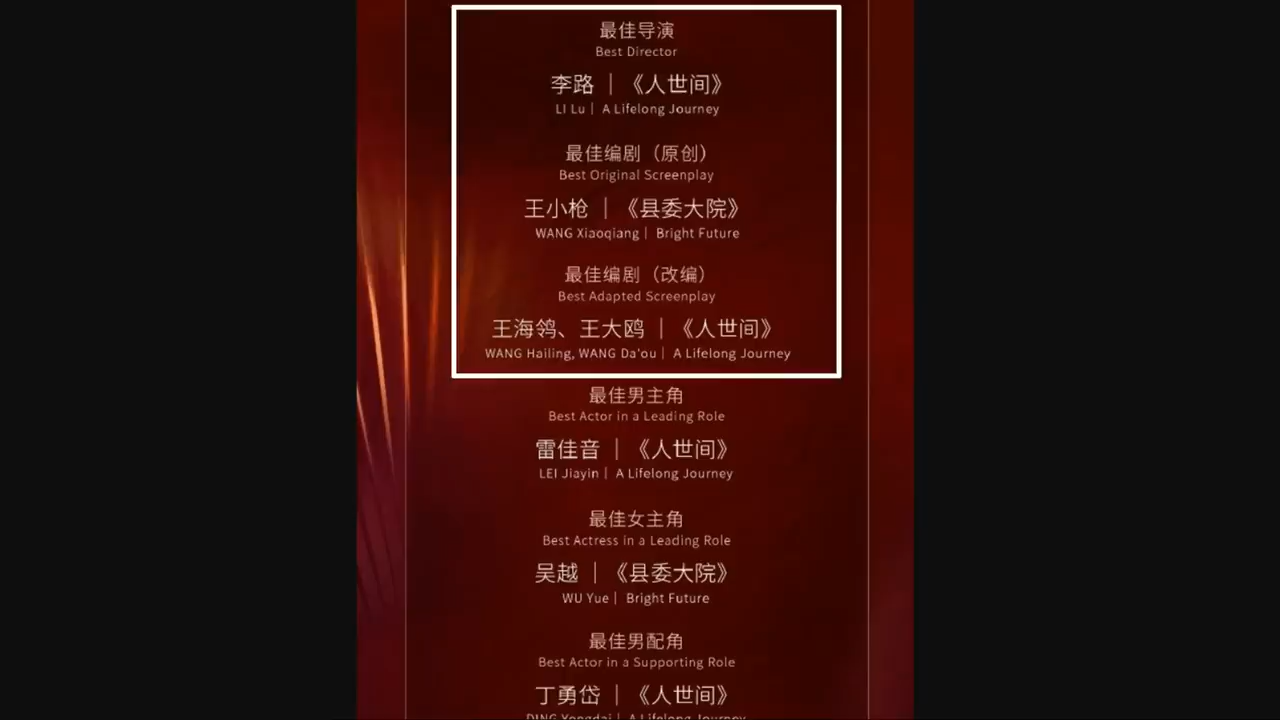 最佳导演
Best Director
李路｜《人世间》
LI Lu｜A Lifelong Journey
最佳编剧（原创）
Best Original Screenplay
王小枪｜《县委大院》
WANG Xiaoqiang｜Bright Future
最佳编剧（改编）
Best Adapted Screenplay
王海鸰、王大鸥｜《人世间》
WANG Hailing, WANG Da'ou｜A Lifelong Journey
最佳男主角
Best Actor in a Leading Role
雷佳音｜《人世间》
LEI Jiayin｜A Lifelong Journey
最佳女主角
Best Actress in a Leading Role
吴越｜《县委大院》
WU Yue｜Bright Future
最佳男配角
Best Actor in a Supporting Role
丁勇岱｜《人世间》
DING Yongdai｜A Lifelong Journey